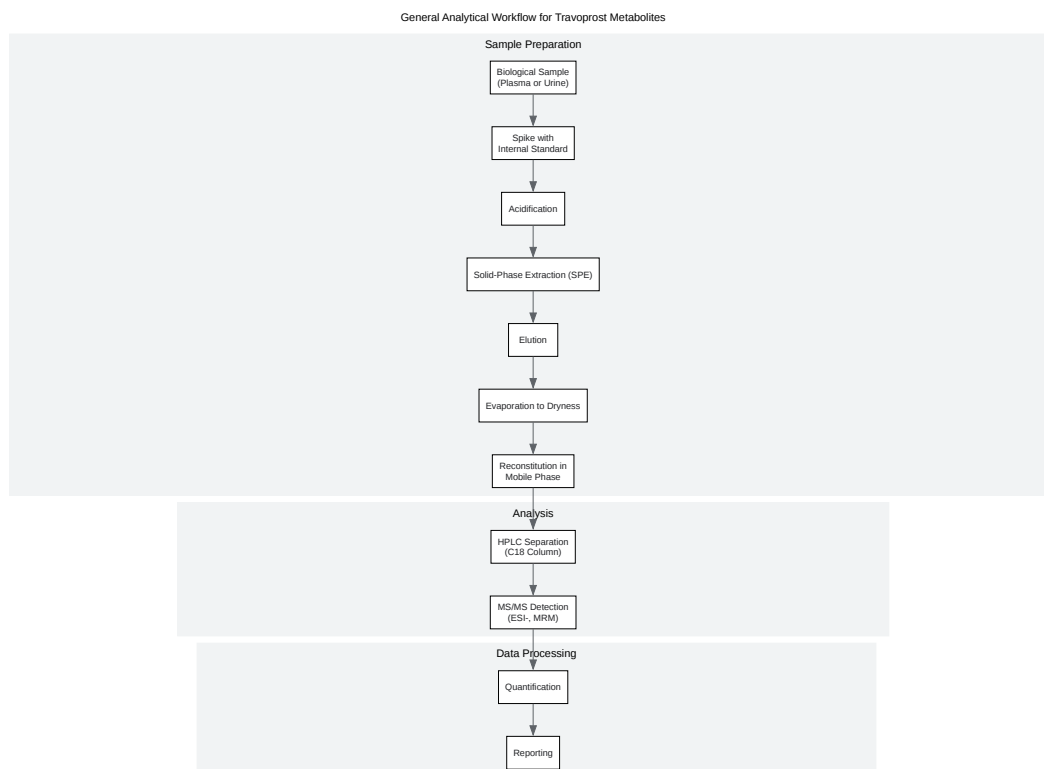 General Analytical Workflow for Travoprost Metabolites
Sample Preparation
Biological Sample
(Plasma or Urine)
Spike with
Internal Standard
Acidification
Solid-Phase Extraction (SPE)
Elution
Evaporation to Dryness
Reconstitution in
Mobile Phase
Analysis
HPLC Separation
(C18 Column)
MS/MS Detection
(ESI-, MRM)
Data Processing
Quantification
Reporting